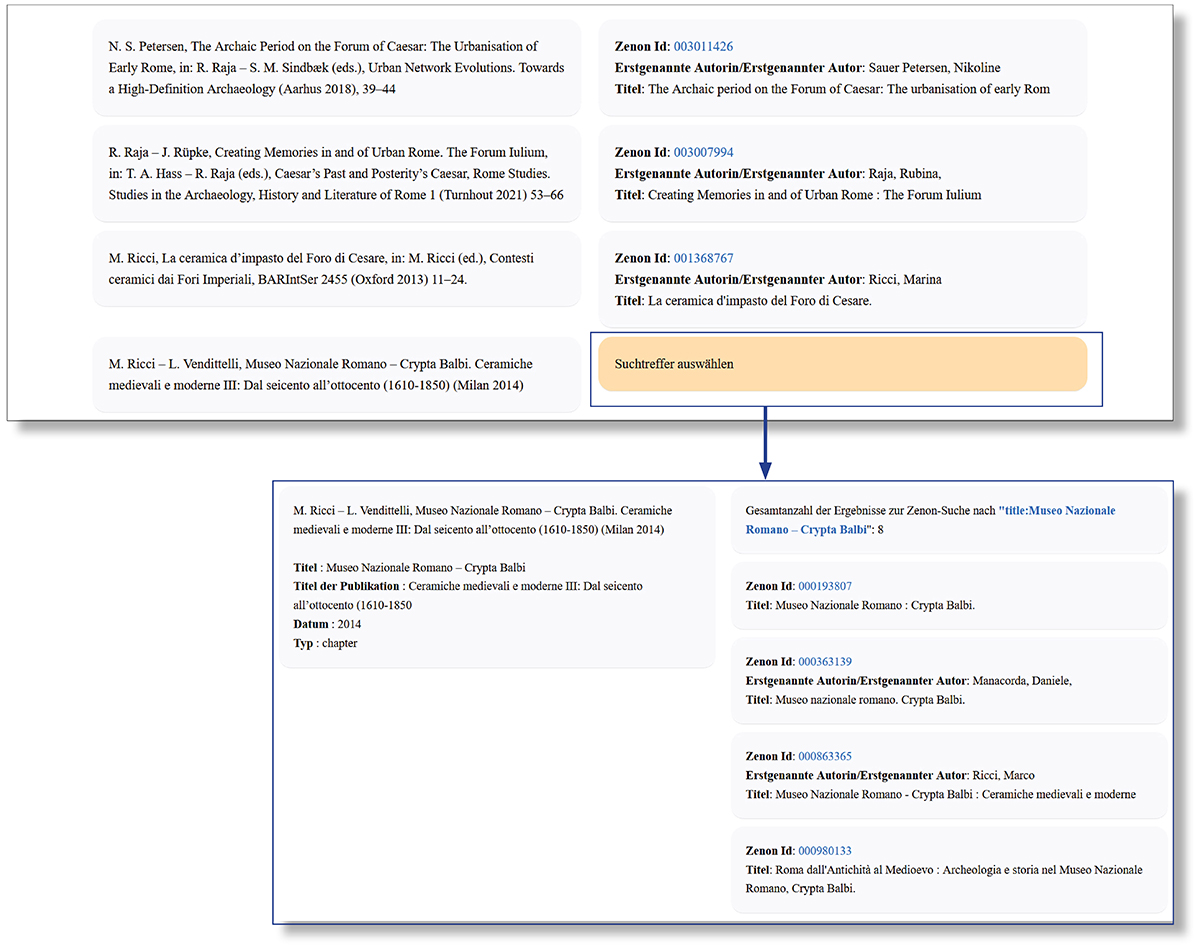 N. S. Petersen, The Archaic Period on the Forum of Caesar: The Urbanisation of
Early Rome, in: R. Raja – S. M. Sindbæk (eds.), Urban Network Evolutions. Towards
a High-Definition Archaeology (Aarhus 2018), 39–44
Zenon Id: 003011426
Erstgenannte Autorin/Erstgenannter Autor: Sauer Petersen, Nikoline
Titel: The Archaic period on the Forum of Caesar: The urbanisation of early Rom
R. Raja – J. Rüpke, Creating Memories in and of Urban Rome. The Forum Iulium,
in: T. A. Hass – R. Raja (eds.), Caesar’s Past and Posterity’s Caesar, Rome Studies.
Studies in the Archaeology, History and Literature of Rome 1 (Turnhout 2021) 53–66
Zenon Id: 003007994
Erstgenannte Autorin/Erstgenannter Autor: Raja, Rubina,
Titel: Creating Memories in and of Urban Rome : The Forum Iulium
M. Ricci, La ceramica d’impasto del Foro di Cesare, in: M. Ricci (ed.), Contesti
ceramici dai Fori Imperiali, BARIntSer 2455 (Oxford 2013) 11–24.
Zenon Id: 001368767
Erstgenannte Autorin/Erstgenannter Autor: Ricci, Marina
Titel: La ceramica d'impasto del Foro di Cesare.
M. Ricci – L. Vendittelli, Museo Nazionale Romano – Crypta Balbi. Ceramiche
medievali e moderne III: Dal seicento all’ottocento (1610-1850) (Milan 2014)
Suchtreffer auswählen
M. Ricci – L. Vendittelli, Museo Nazionale Romano – Crypta Balbi. Ceramiche
medievali e moderne III: Dal seicento all’ottocento (1610-1850) (Milan 2014)
Titel : Museo Nazionale Romano – Crypta Balbi
Titel der Publikation : Ceramiche medievali e moderne III: Dal seicento
all’ottocento (1610-1850
Datum : 2014
Typ : chapter
Gesamtanzahl der Ergebnisse zur Zenon-Suche nach "title:Museo Nazionale
Romano – Crypta Balbi": 8
Zenon Id: 000193807
Titel: Museo Nazionale Romano : Crypta Balbi.
Zenon Id: 000363139
Erstgenannte Autorin/Erstgenannter Autor: Manacorda, Daniele,
Titel: Museo nazionale romano. Crypta Balbi.
Zenon Id: 000863365
Erstgenannte Autorin/Erstgenannter Autor: Ricci, Marco
Titel: Museo Nazionale Romano - Crypta Balbi : Ceramiche medievali e moderne
Zenon Id: 000980133
Titel: Roma dall'Antichità al Medioevo : Archeologia e storia nel Museo Nazionale
Romano, Crypta Balbi.